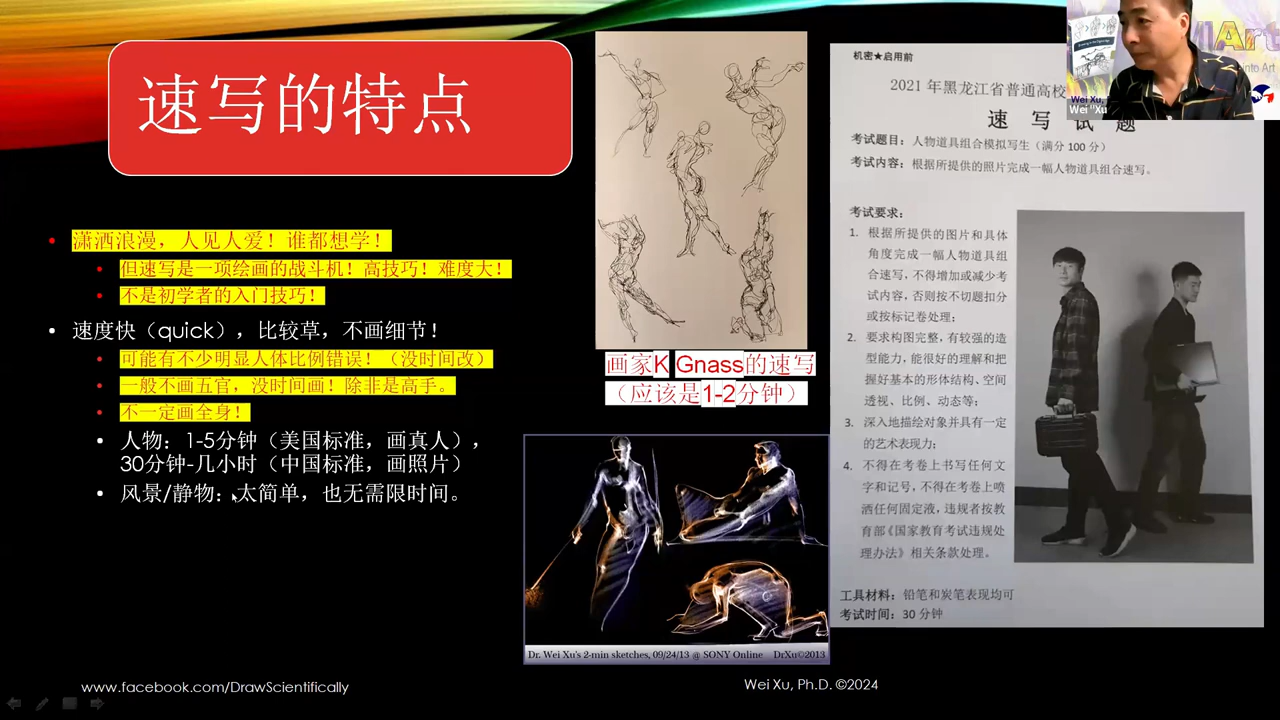 速写的特点
潇洒浪漫，人见人爱！谁都想学！
但速写是一项绘画的战斗机！高技巧！难度大！
不是初学者的入门技巧！
速度快（quick），比较草，不画细节！
可能有不少明显人体比例错误！（没时间改）
一般不画五官，没时间画！除非是高手。
不一定画全身！
人物：1-5分钟（美国标准，画真人），
30分钟-几小时（中国标准，画照片）
风景/静物：太简单，也无需限时间。
www.facebook.com/DrawScientifically
画家K Gnass的速写
（应该是1-2分钟）
Dr. Wei Xu's 2-min sketches, 09/24/13 @ SONY Online DrXu©2013
Wei Xu, Ph.D. ©2024
机密★启用前
2021 年黑龙江省普通高校
速 写 试 题
考试题目：人物道具组合模拟写生（满分 100 分）
考试内容：根据所提供的照片完成一幅人物道具组合速写。
考试要求：
1. 根据所提供的图片和具体
角度完成一幅人物道具组
合速写，不得增加或减少考
试内容，否则按不切题扣分
或按标记卷处理；
2. 要求构图完整，有较强的造
型能力，能很好的理解和把
握好基本的形体结构、空间
透视、比例、动态等；
3. 深入地描绘对象并具有一定
的艺术表现力；
4. 不得在考卷上书写任何文
字和记号，不得在考卷上喷
洒任何固定液，违规者按教
育部《国家教育考试违规处
理办法》相关条款处理。
工具材料：铅笔和炭笔表现均可
考试时间：30 分钟
Art
into Art
Wei Xu,
Wei "Xu